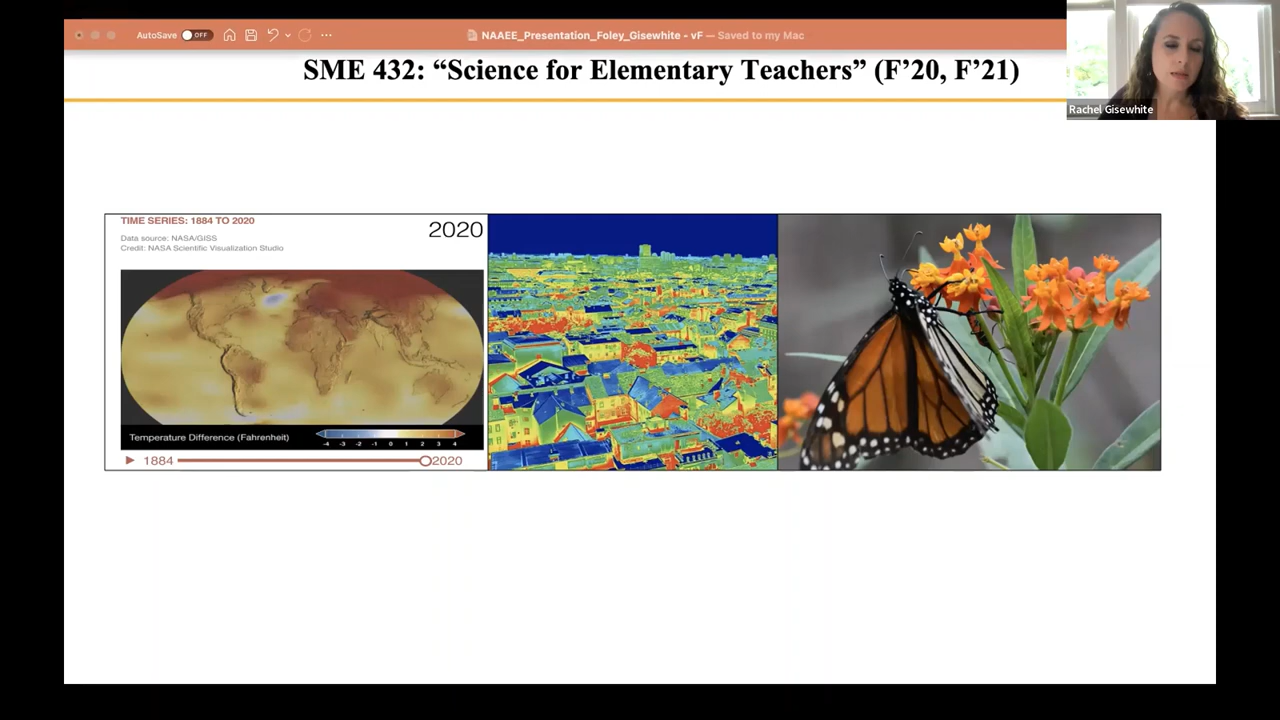 AutoSave OFF
NAAEE_Presentation_Foley_Gisewhite - vF — Saved to my Mac
SME 432: “Science for Elementary Teachers” (F’20, F’21)
Rachel Gisewhite
TIME SERIES: 1884 TO 2020
2020
Data source: NASA/GISS
Credit: NASA Scientific Visualization Studio
Temperature Difference (Fahrenheit)
-4 -3 -2 -1 0 1 2 3 4
1884 2020